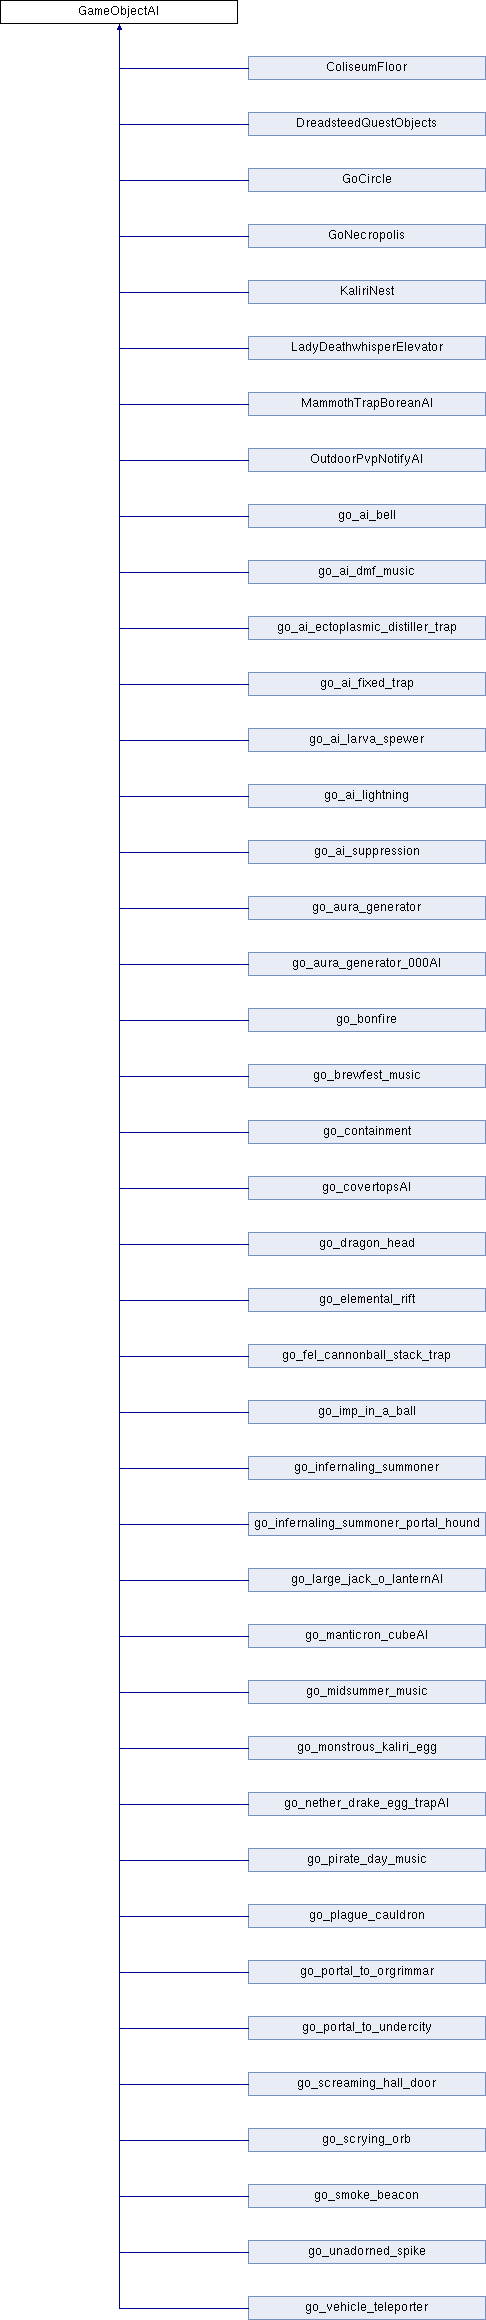 GameObjectAI
ColiseumFloor
DreadsteedQuestObjects
GoCircle
GoNecropolis
KaliriNest
LadyDeathwhisperElevator
MammothTrapBoreanAI
OutdoorPvpNotifyAI
go_ai_bell
go_ai_dmf_music
go_ai_ectoplasmic_distiller_trap
go_ai_fixed_trap
go_ai_larva_spewer
go_ai_lightning
go_ai_suppression
go_aura_generator
go_aura_generator_000AI
go_bonfire
go_brewfest_music
go_containment
go_covertopsAI
go_dragon_head
go_elemental_rift
go_fel_cannonball_stack_trap
go_imp_in_a_ball
go_infernaling_summoner
go_infernaling_summoner_portal_hound
go_large_jack_o_lanternAI
go_manticron_cubeAI
go_midsummer_music
go_monstrous_kaliri_egg
go_nether_drake_egg_trapAI
go_pirate_day_music
go_plague_cauldron
go_portal_to_orgrimmar
go_portal_to_undercity
go_screaming_hall_door
go_scrying_orb
go_smoke_beacon
go_unadorned_spike
go_vehicle_teleporter